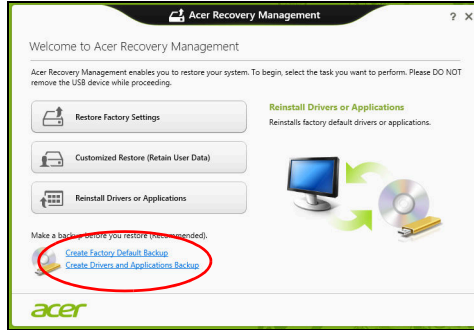 Acer Recovery Management
? X
Welcome to Acer Recovery Management
Acer Recovery Management enables you to restore your system. To begin, select the task you want to perform. Please DO NOT
remove the USB device while proceeding.
Restore Factory Settings
Reinstall Drivers or Applications
Reinstalls factory default drivers or applications.
Customized Restore (Retain User Data)
Reinstall Drivers or Applications
Make a backup before you restore (Recommended).
Create Factory Default Backup
Create Drivers and Applications Backup
acer